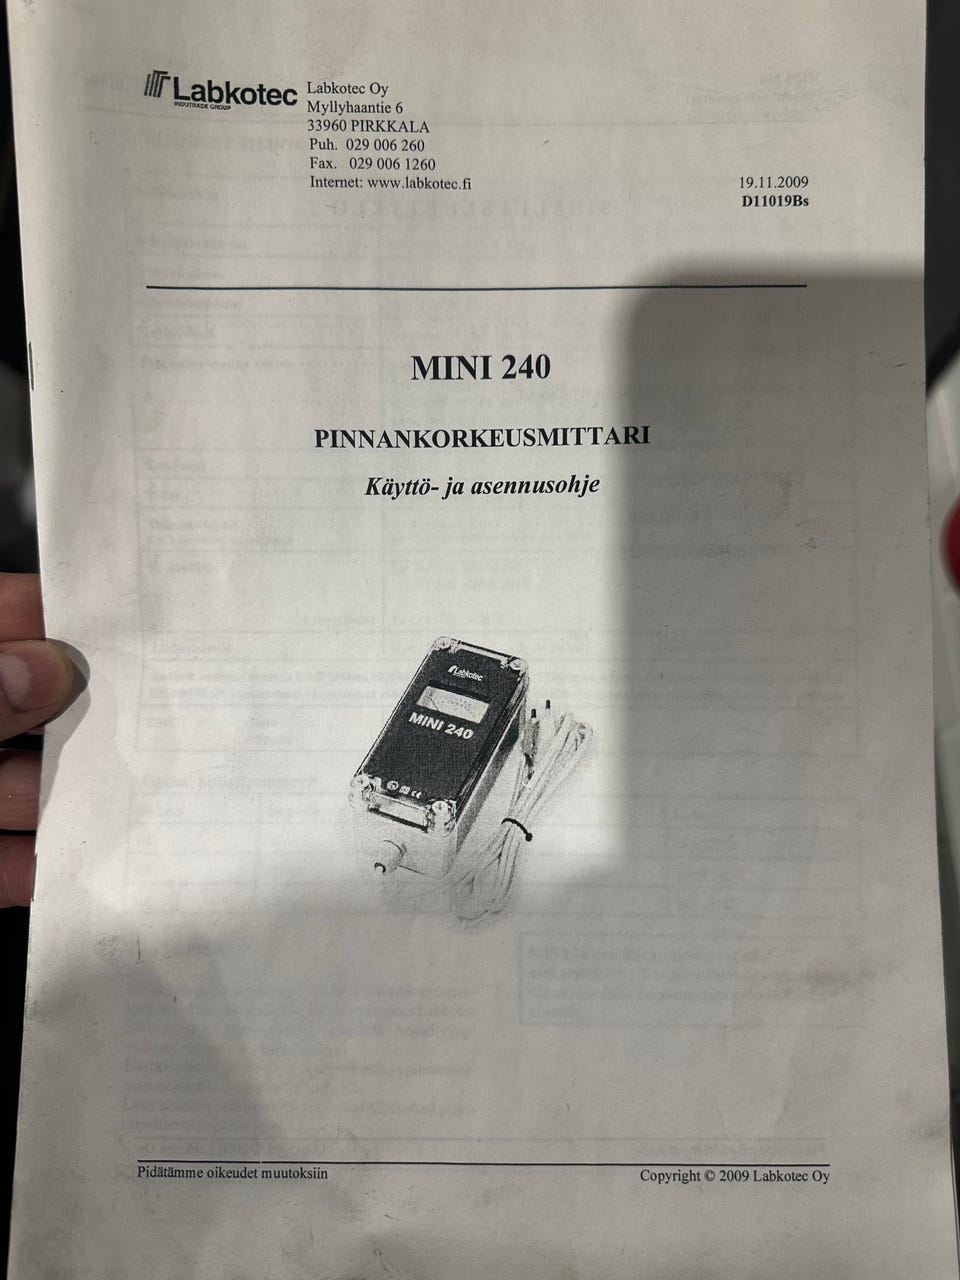 Labkotec
INDUTRADE GROUP
Labkotec Oy
Myllyhaantie 6
33960 PIRKKALA
Puh. 029 006 260
Fax. 029 006 1260
Internet: www.labkotec.fi
19.11.2009
D11019Bs
MINI 240
PINNANKORKEUSMITTARI
Käyttö- ja asennusohje
Labkotec
MINI 240
Pidätämme oikeudet muutoksiin
Copyright © 2009 Labkotec Oy